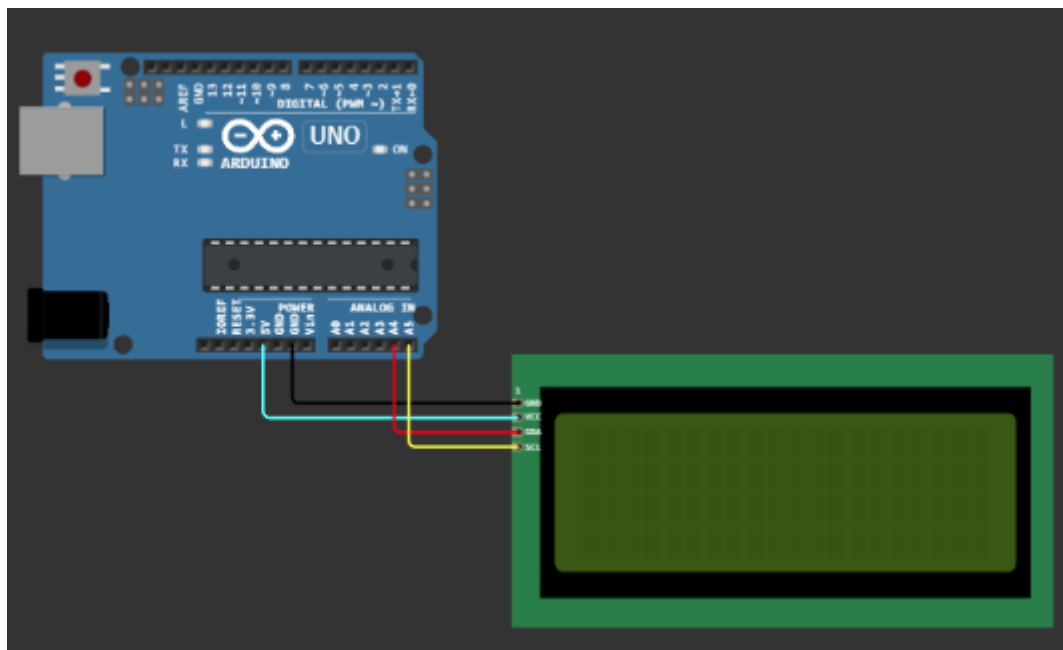 AREF
GND
13
12
~11
~10
~9
8
7
~6
~5
4
~3
2
TX→1
RX←0
DIGITAL (PWM ~)
L
UNO
TX
RX
ON
ARDUINO
IOREF
RESET
3.3V
5V
GND
GND
Vin
POWER
ANALOG IN
A0
A1
A2
A3
A4
A5
1
GND
VCC
SDA
SCL